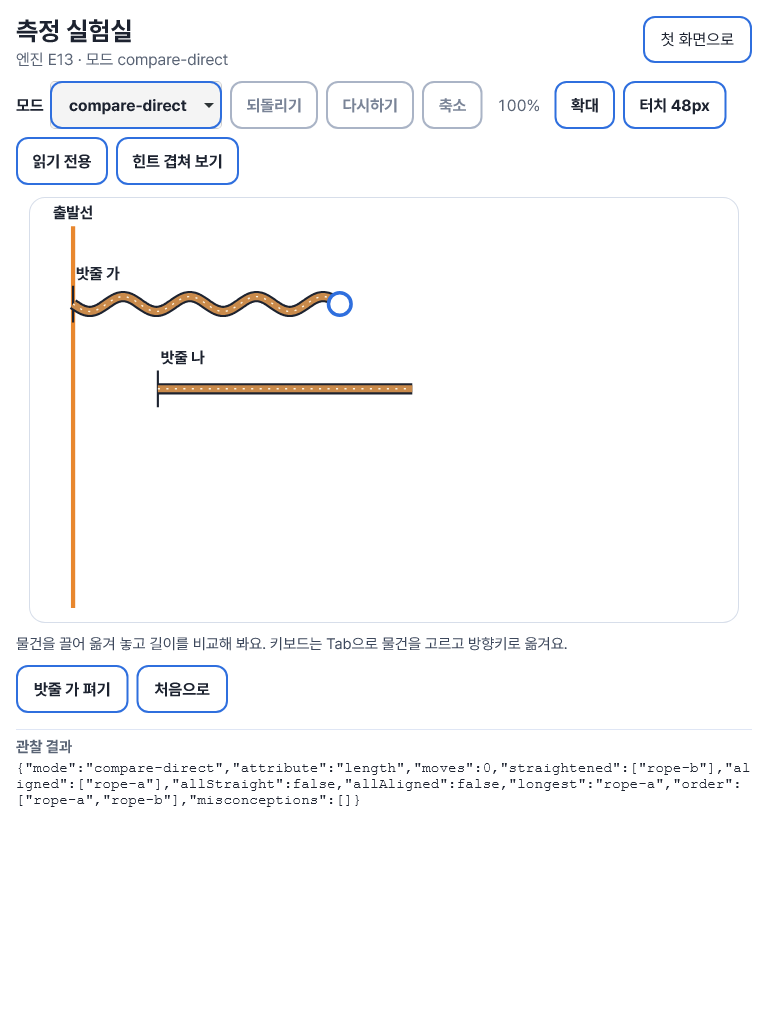 측정 실험실
엔진 E13 · 모드 compare-direct
첫 화면으로
모드 compare-direct 되돌리기 다시하기 축소 100% 확대 터치 48px
읽기 전용 힌트 겹쳐 보기
출발선
밧줄 가
밧줄 나
물건을 끌어 옮겨 놓고 길이를 비교해 봐요. 키보드는 Tab으로 물건을 고르고 방향키로 옮겨요.
밧줄 가 펴기 처음으로
관찰 결과
{"mode":"compare-direct","attribute":"length","moves":0,"straightened":["rope-b"],"al
igned":["rope-a"],"allStraight":false,"allAligned":false,"longest":"rope-a","order":
["rope-a","rope-b"],"misconceptions":[]}